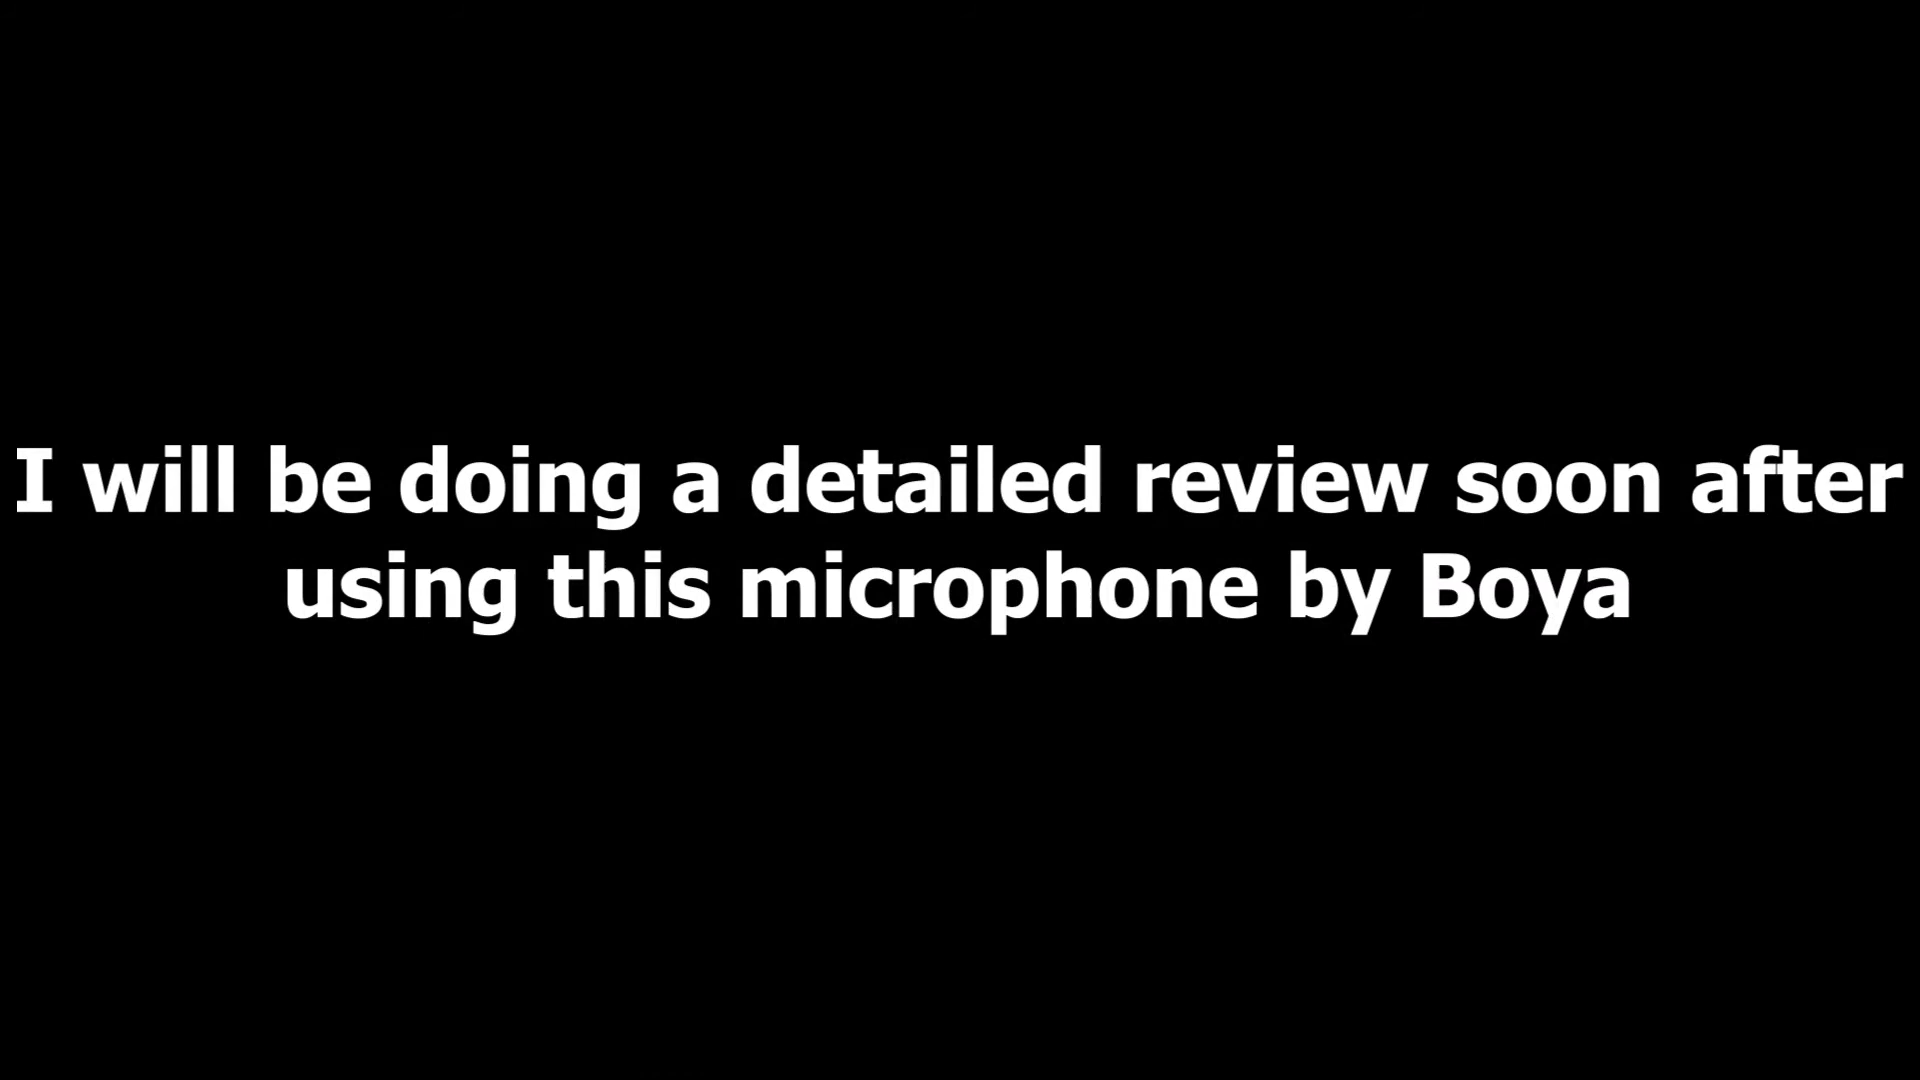 I will be doing a detailed review soon after
using this microphone by Boya